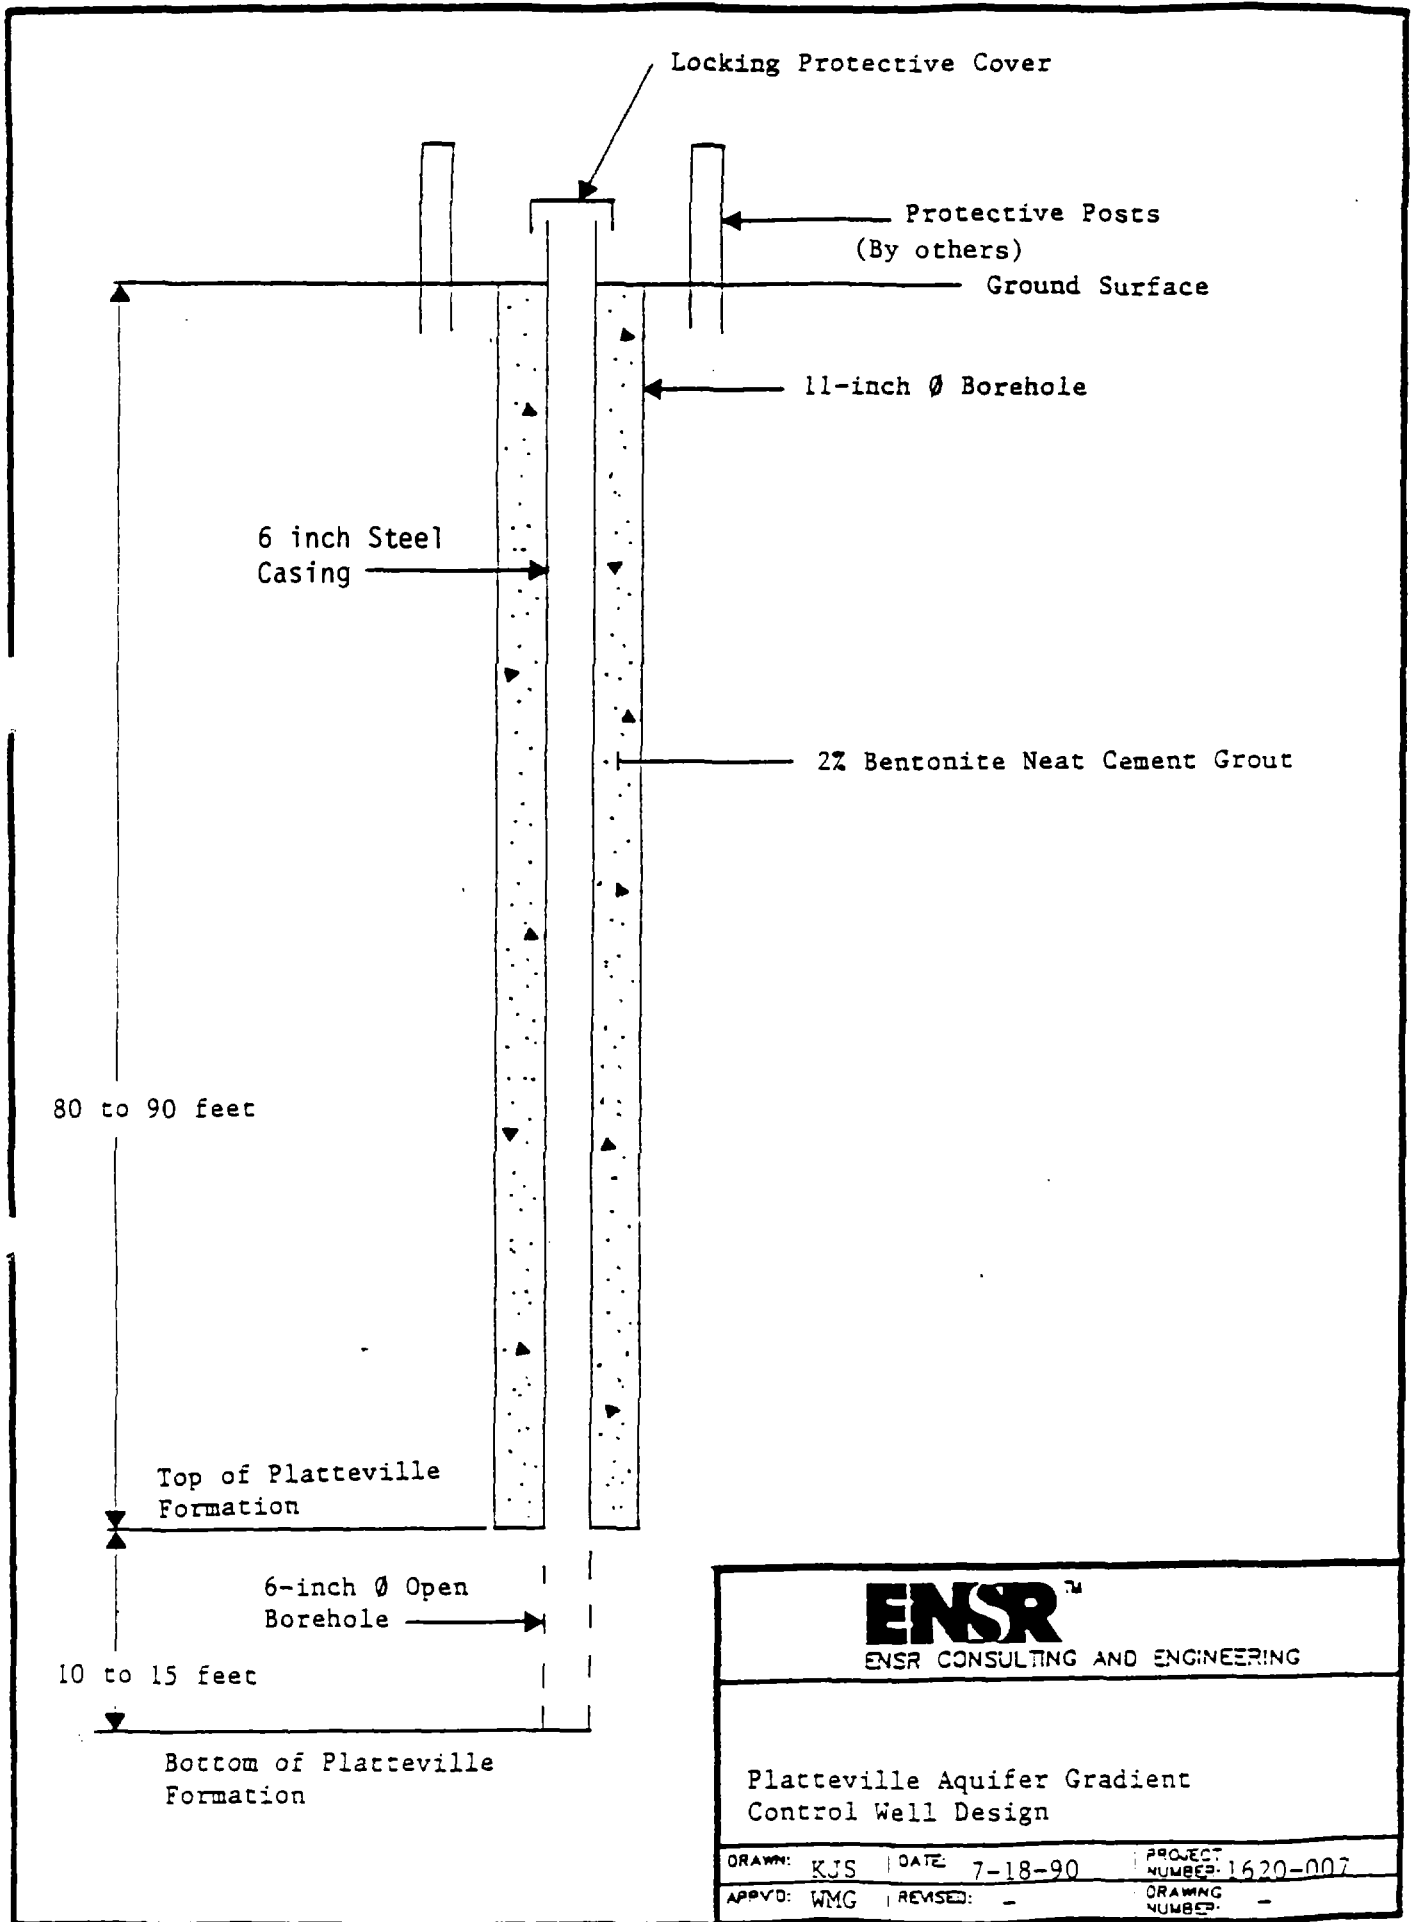 Locking Protective Cover
Protective Posts
(By others)
Ground Surface
11-inch Ø Borehole
6 inch Steel
Casing
2% Bentonite Neat Cement Grout
80 to 90 feet
Top of Platteville
Formation
6-inch Ø Open
Borehole
10 to 15 feet
Bottom of Platteville
Formation
ENSR™
ENSR CONSULTING AND ENGINEERING
Platteville Aquifer Gradient
Control Well Design
DRAWN: KJS DATE: 7-18-90 PROJECT NUMBER: 1620-007
APPV'D: WMG REVISED: - DRAWING NUMBER: -